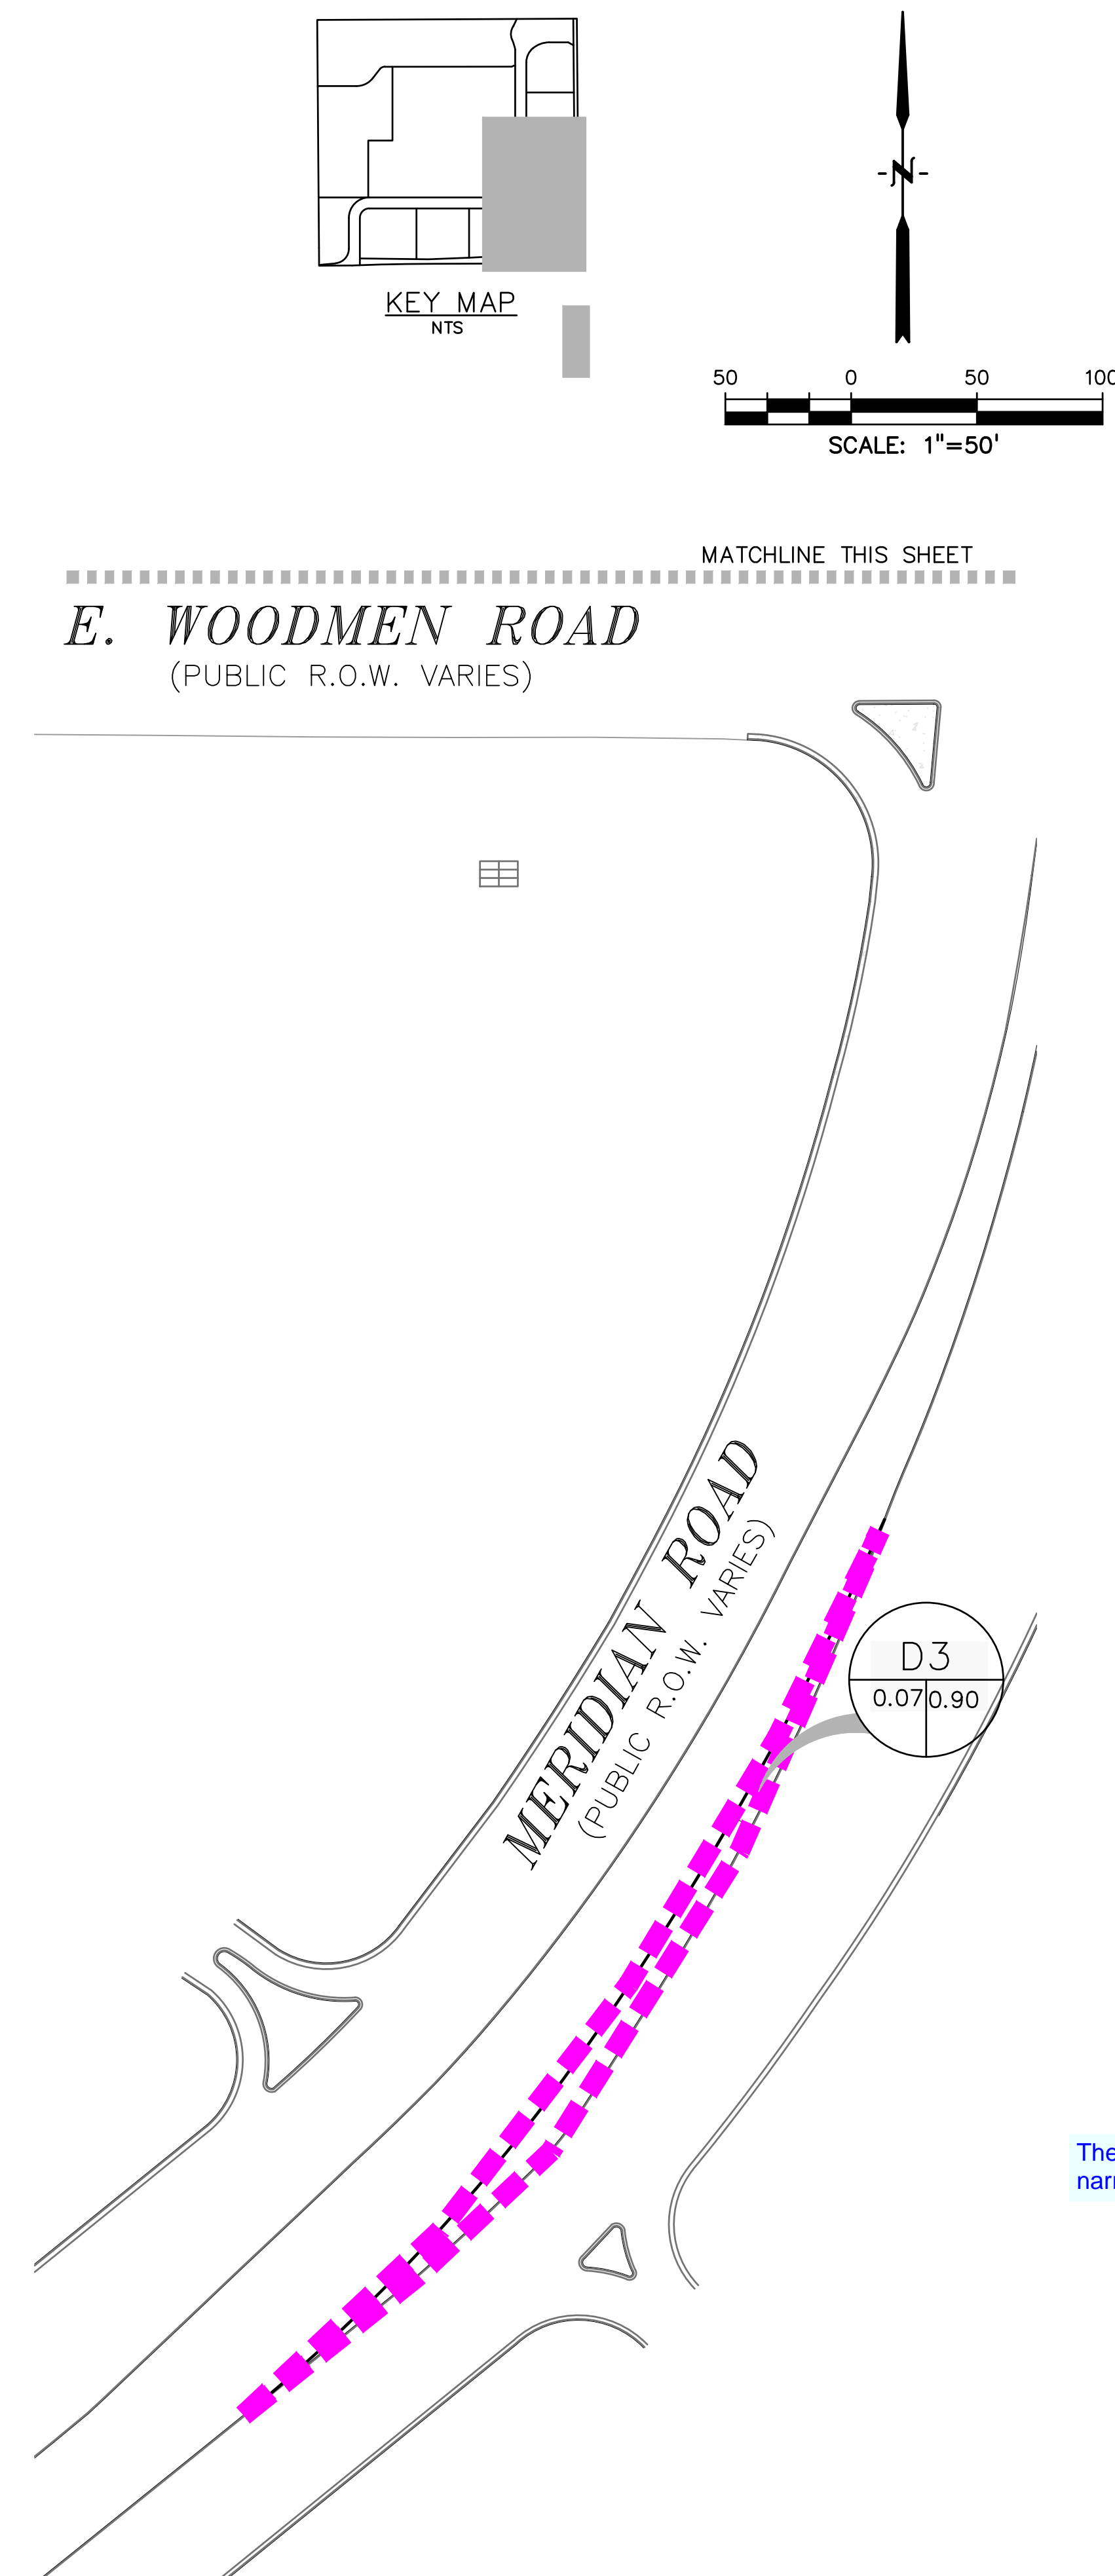 KEY MAP
NTS
N
50 0 50 100
SCALE: 1"=50'
MATCHLINE THIS SHEET
E. WOODMEN ROAD
(PUBLIC R.O.W. VARIES)
MERIDIAN ROAD
(PUBLIC R.O.W. VARIES)
D3
0.07 0.90
The